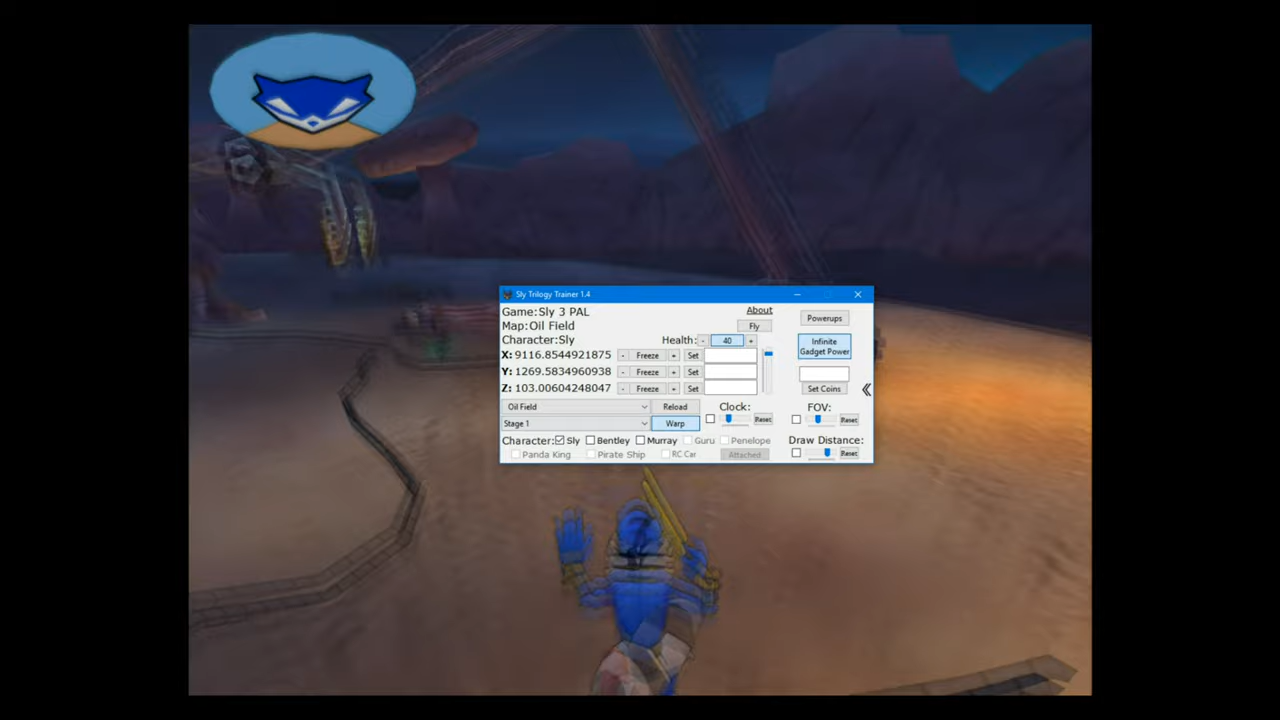 Sly Trilogy Trainer 1.4
Game:Sly 3 PAL
About
Map:Oil Field
Fly
Powerups
Character:Sly
Health: - 40 +
Infinite
Gadget Power
X: 9116.8544921875 - Freeze + Set
Y: 1269.5834960938 - Freeze + Set
Z: 103.00604248047 - Freeze + Set
Set Coins
Oil Field
Reload
Clock:
FOV:
Stage 1
Warp
Reset
Reset
Character: Sly Bentley Murray Guru Penelope
Draw Distance:
Panda King Pirate Ship RC Car Attached
Reset